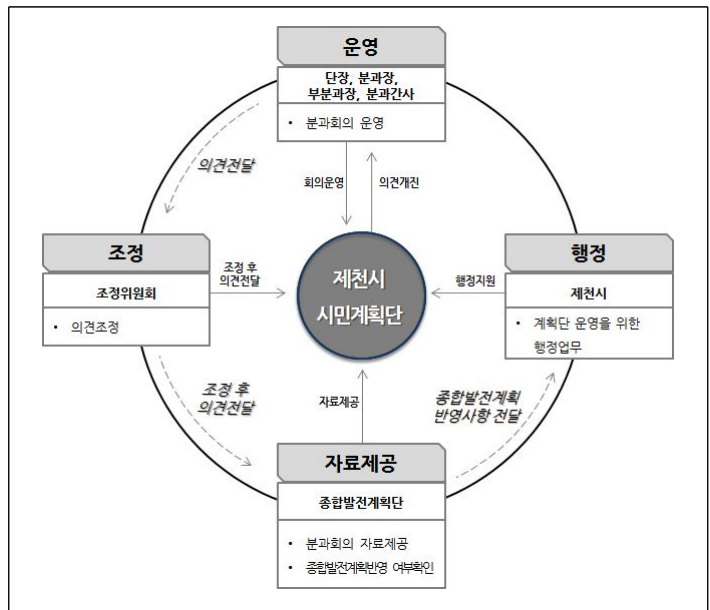 운영
단장, 분과장,
부분과장, 분과간사
• 분과회의 운영
의견전달
회의운영
의견개진
조정
조정위원회
• 의견조정
조정 후
의견전달
제천시
시민계획단
행정지원
행정
제천시
• 계획단 운영을 위한
행정업무
조정 후
의견전달
자료제공
종합발전계획
반영사항 전달
자료제공
종합발전계획단
• 분과회의 자료제공
• 종합발전계획반영 여부확인